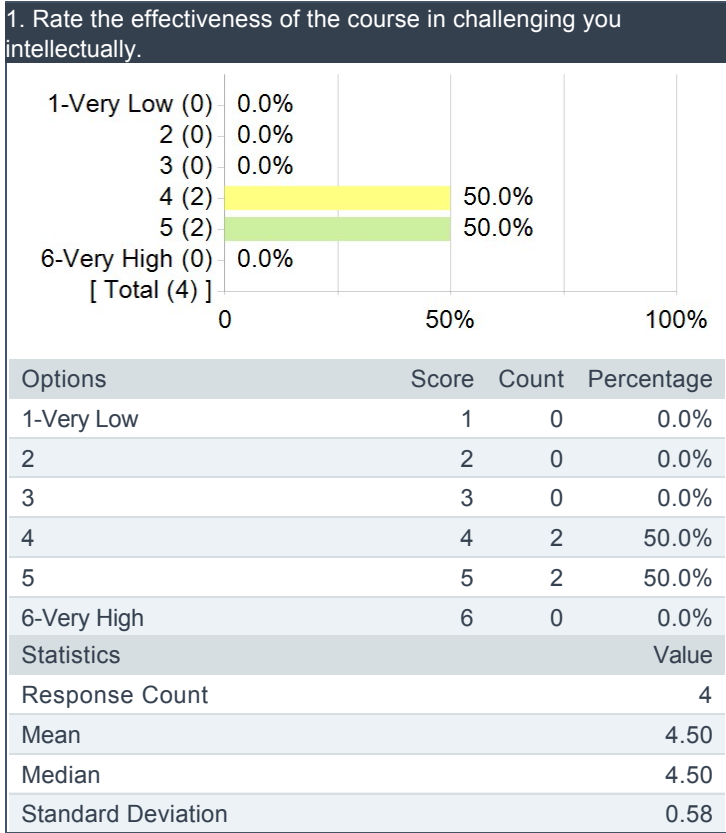 1. Rate the effectiveness of the course in challenging you
intellectually.
1-Very Low (0) 0.0%
2 (0) 0.0%
3 (0) 0.0%
4 (2) 50.0%
5 (2) 50.0%
6-Very High (0) 0.0%
[ Total (4) ]
0 50% 100%
Options Score Count Percentage
1-Very Low 1 0 0.0%
2 2 0 0.0%
3 3 0 0.0%
4 4 2 50.0%
5 5 2 50.0%
6-Very High 6 0 0.0%
Statistics Value
Response Count 4
Mean 4.50
Median 4.50
Standard Deviation 0.58